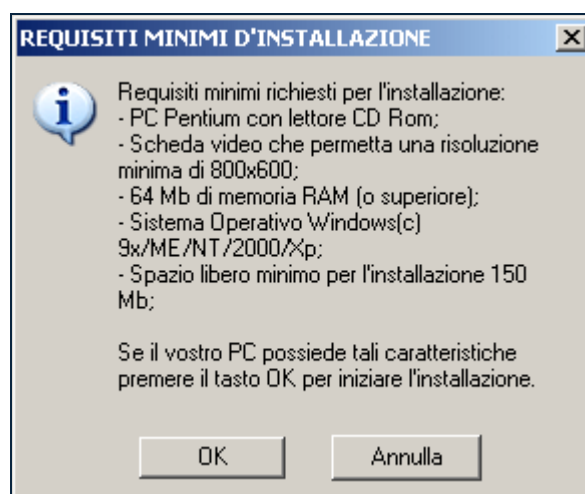 REQUISITI MINIMI D'INSTALLAZIONE
Requisiti minimi richiesti per l'installazione:
- PC Pentium con lettore CD Rom;
- Scheda video che permetta una risoluzione
minima di 800x600;
- 64 Mb di memoria RAM (o superiore);
- Sistema Operativo Windows(c)
9x/ME/NT/2000/Xp;
- Spazio libero minimo per l'installazione 150
Mb;
Se il vostro PC possiede tali caratteristiche
premere il tasto OK per iniziare l'installazione.
OK Annulla